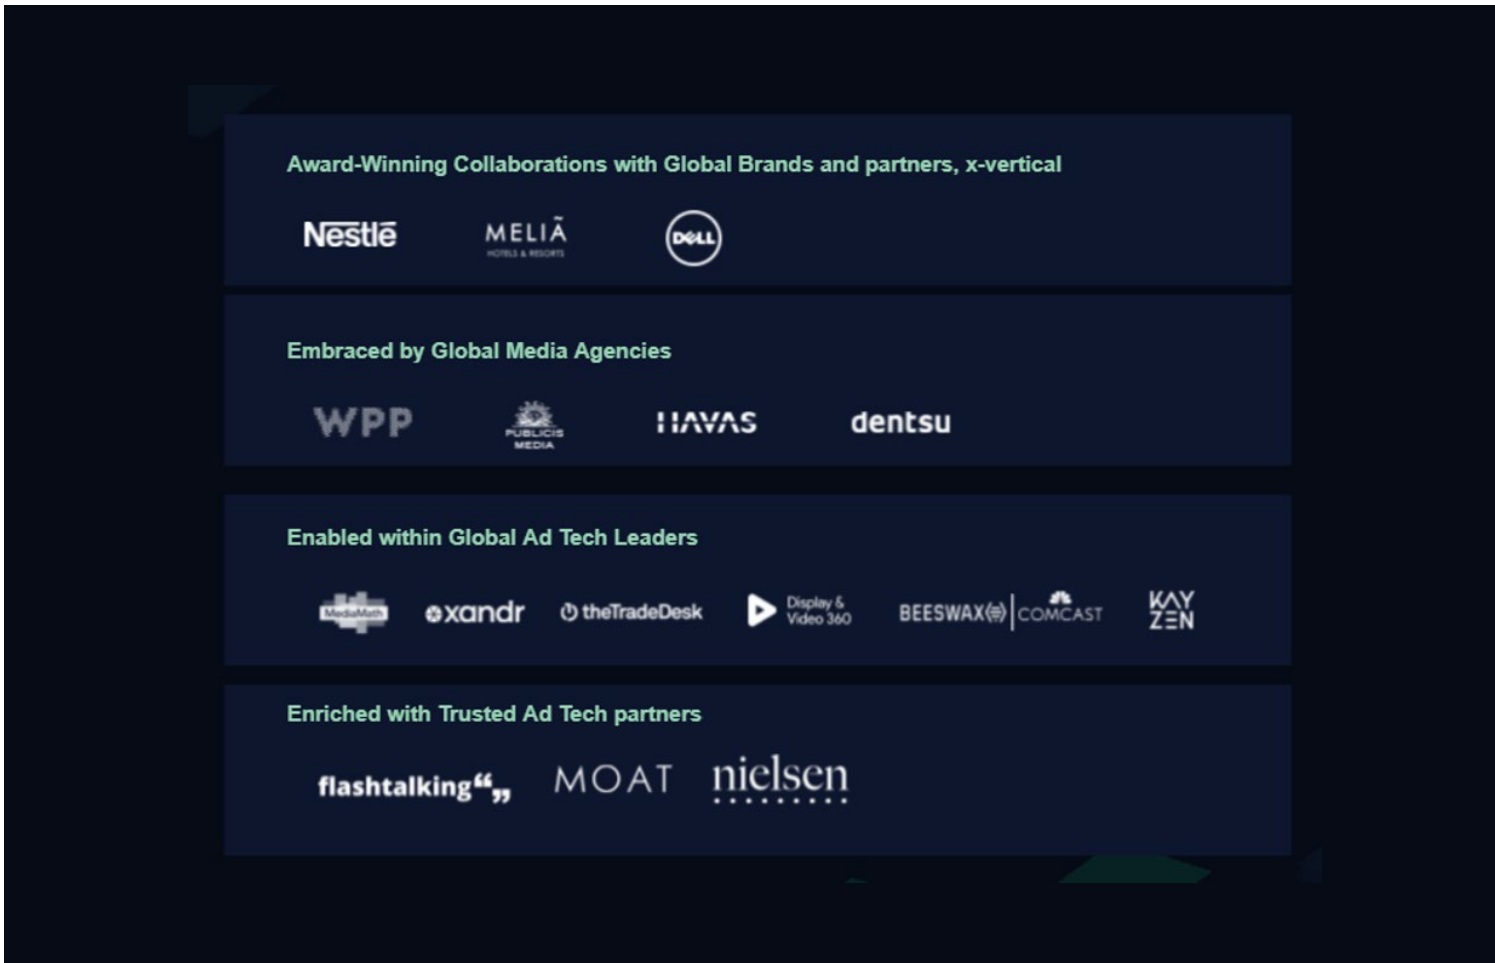 Award-Winning Collaborations with Global Brands and partners, x-vertical
Nestlé
MELIÃ
HOTELS & RESORTS
DELL
Embraced by Global Media Agencies
WPP
PUBLICIS
MEDIA
HAVAS
dentsu
Enabled within Global Ad Tech Leaders
MediaMath
xandr
theTradeDesk
Display &
Video 360
BEESWAX
COMCAST
KAY
ZEN
Enriched with Trusted Ad Tech partners
flashtalking“„
MOAT
nielsen